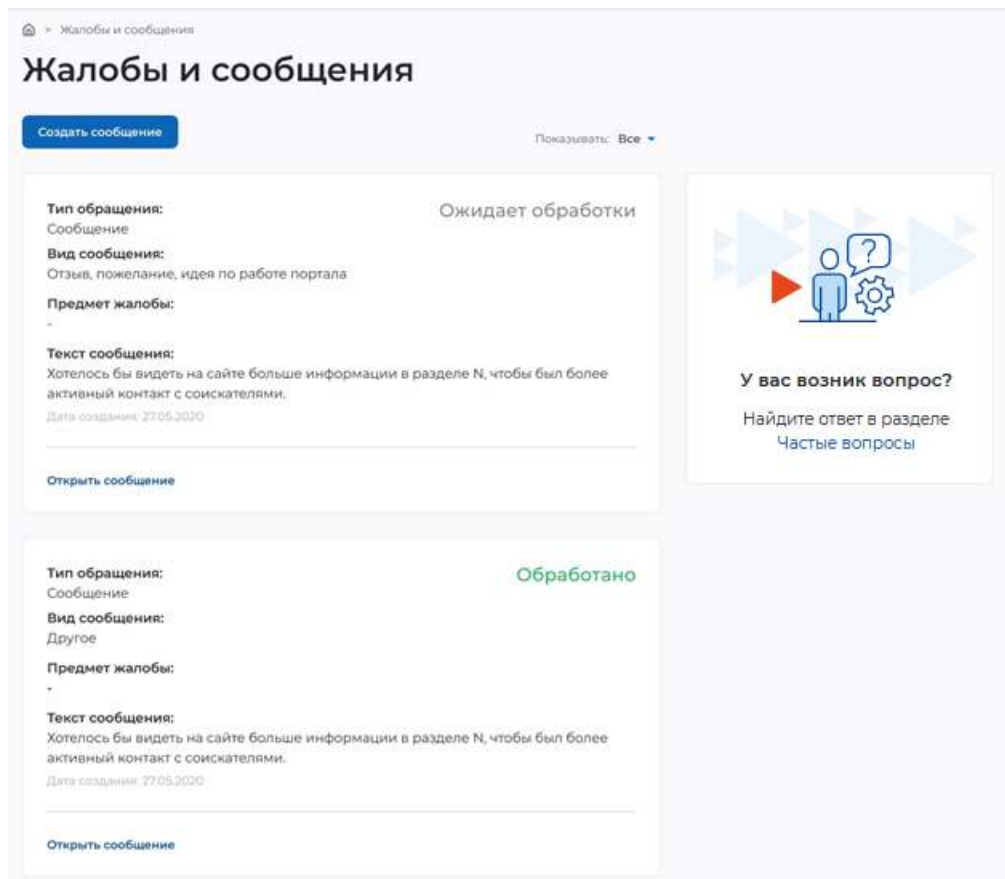 Жалобы и сообщения
Жалобы и сообщения
Создать сообщение
Показывать: Все
Тип обращения:
Ожидает обработки
Сообщение
Вид сообщения:
Отзыв, пожелание, идея по работе портала
Предмет жалобы:
-
Текст сообщения:
Хотелось бы видеть на сайте больше информации в разделе N, чтобы был более
активный контакт с соискателями.
Дата создания: 27.05.2020
Открыть сообщение
?
У вас возник вопрос?
Найдите ответ в разделе
Частые вопросы
Тип обращения:
Обработано
Сообщение
Вид сообщения:
Другое
Предмет жалобы:
-
Текст сообщения:
Хотелось бы видеть на сайте больше информации в разделе N, чтобы был более
активный контакт с соискателями.
Дата создания: 27.05.2020
Открыть сообщение